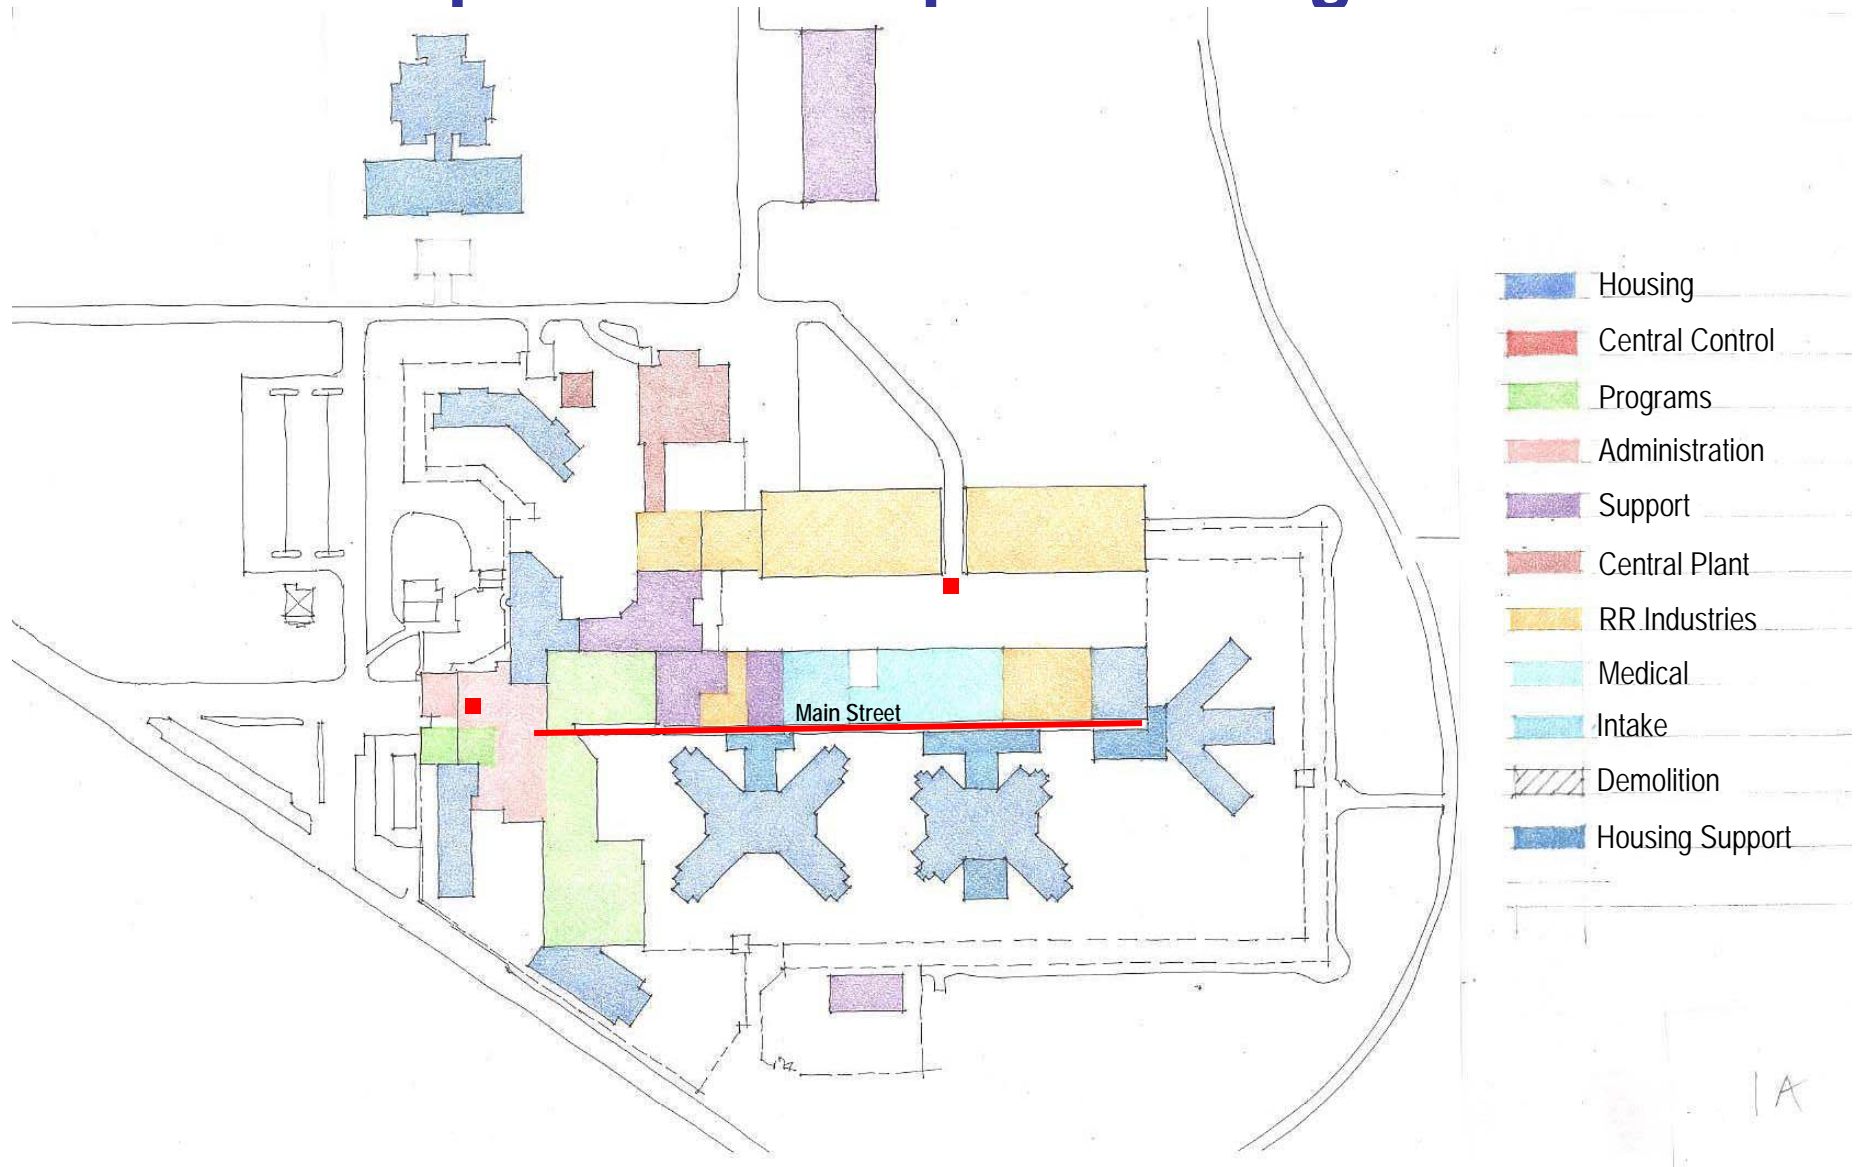 Main Street
Housing
Central Control
Programs
Administration
Support
Central Plant
RR Industries
Medical
Intake
Demolition
Housing Support
1A